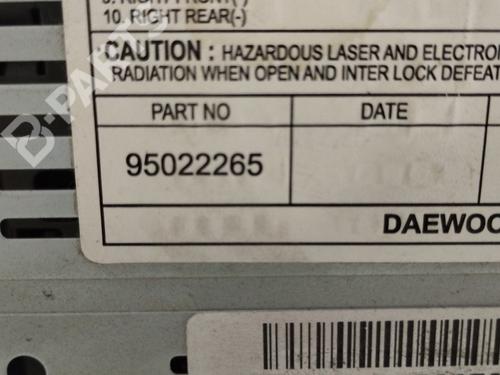 10. RIGHT REAR(-)
CAUTION : HAZARDOUS LASER AND ELECTRO
RADIATION WHEN OPEN AND INTER LOCK DEFEAT
PART NO DATE
95022265
DAEWOO
B-PARTS